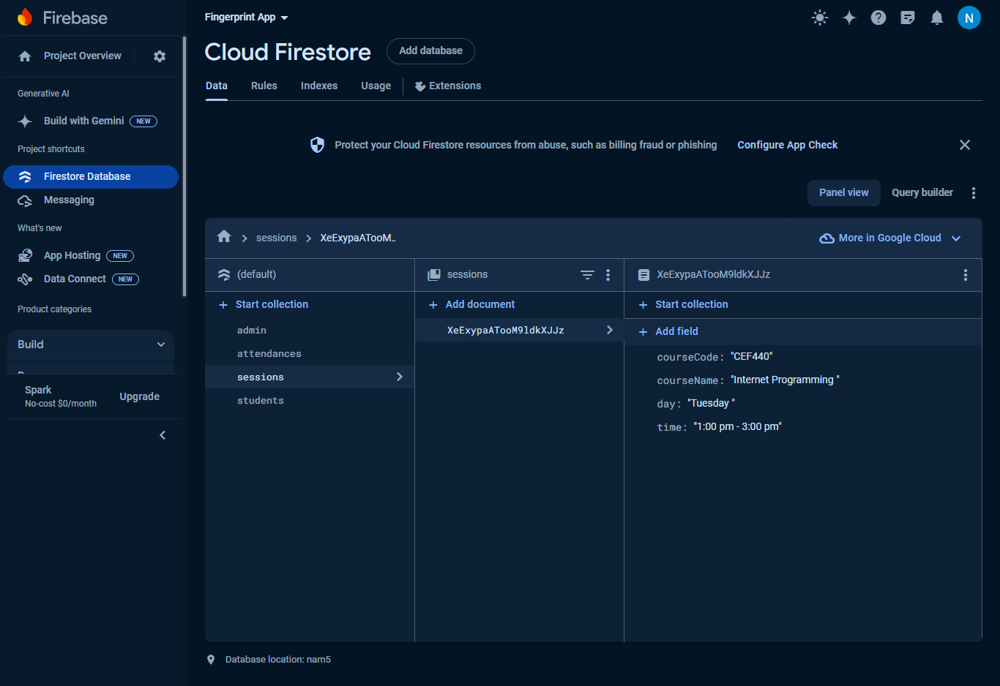 Firebase
Project Overview
Generative AI
Build with Gemini NEW
Project shortcuts
Firestore Database
Messaging
What's new
App Hosting NEW
Data Connect NEW
Product categories
Build
Spark
No-cost $0/month
Upgrade
Fingerprint App
N
Cloud Firestore
Add database
Data Rules Indexes Usage Extensions
Protect your Cloud Firestore resources from abuse, such as billing fraud or phishing Configure App Check
Panel view Query builder
sessions XeExypaATooM..
More in Google Cloud
(default)
Start collection
admin
attendances
sessions
students
sessions
Add document
XeExypaATooM9ldkXJJz
XeExypaATooM9ldkXJJz
Start collection
Add field
courseCode: "CEF440"
courseName: "Internet Programming "
day: "Tuesday "
time: "1:00 pm - 3:00 pm"
Database location: nam5